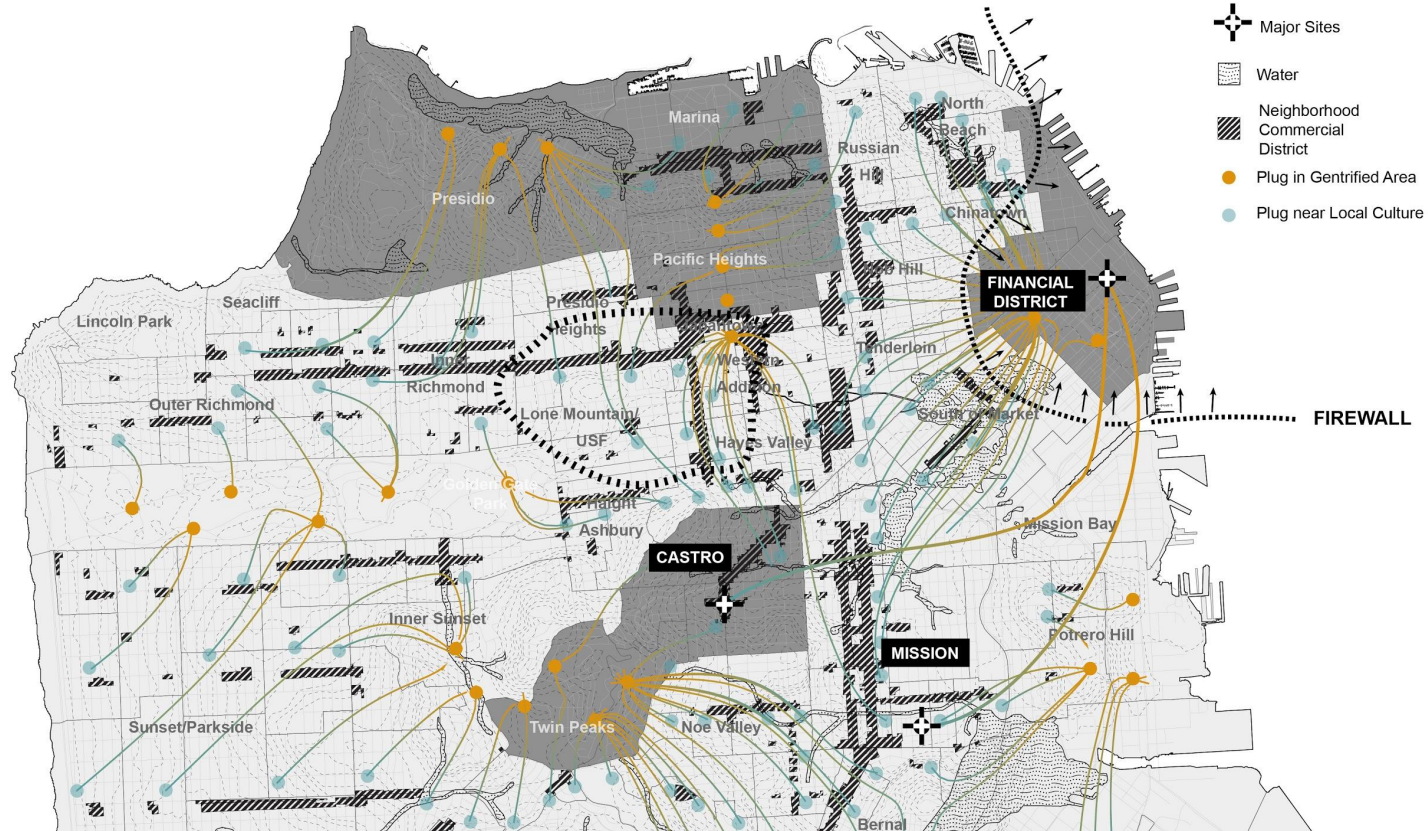 Major Sites
Water
Neighborhood
Commercial
District
Plug in Gentrified Area
Plug near Local Culture
Marina
North
Beach
Russian
Hill
Presidio
Chinatown
Pacific Heights
Nob Hill
FINANCIAL
DISTRICT
Seacliff
Lincoln Park
Presidio
Heights
Japantown
Tenderloin
Inner
Richmond
Western
Addition
Outer Richmond
Lone Mountain/
USF
South of Market
FIREWALL
Hayes Valley
Golden Gate
Park
Haight
Ashbury
Mission Bay
CASTRO
Inner Sunset
Potrero Hill
MISSION
Sunset/Parkside
Twin Peaks
Noe Valley
Bernal